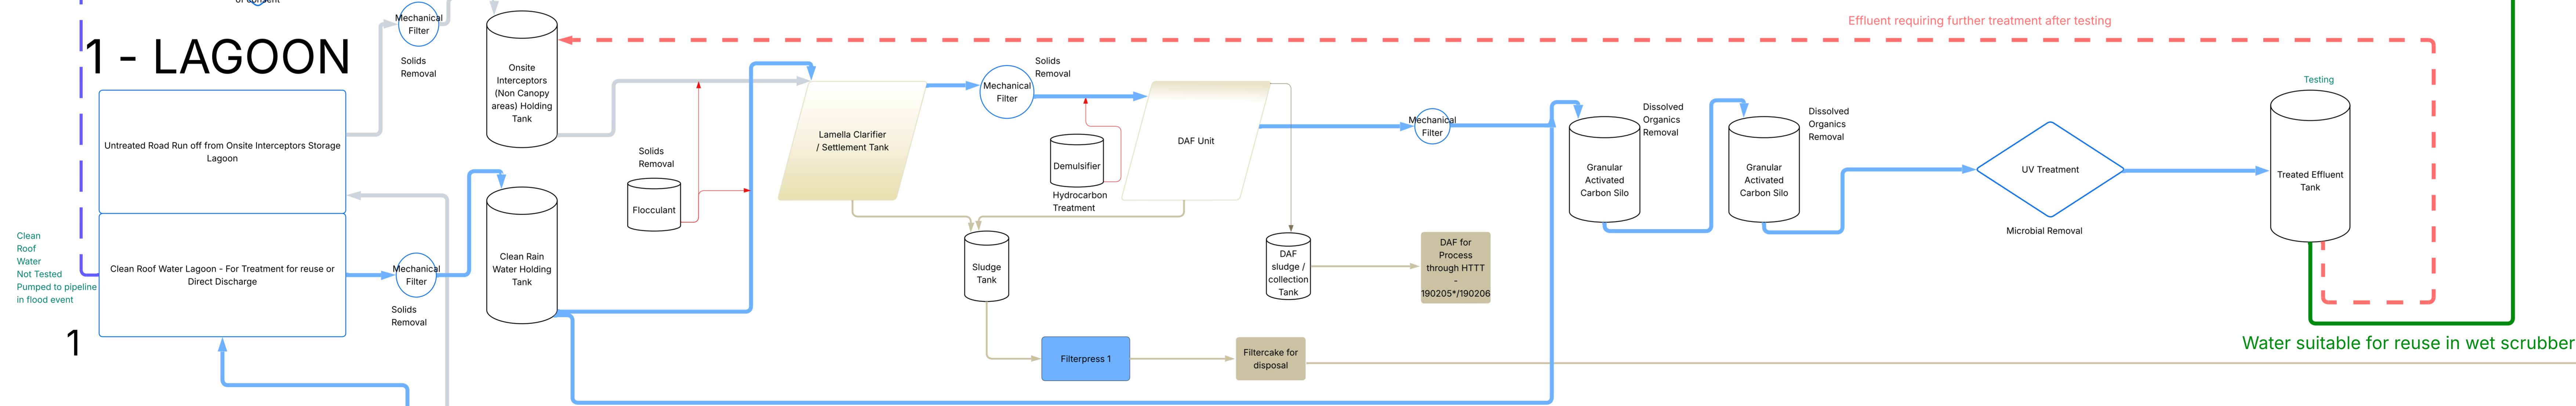 of consent
Mechanical
Filter
Solids
Removal
1 - LAGOON
Untreated Road Run off from Onsite Interceptors Storage
Lagoon
Clean Roof Water Lagoon - For Treatment for reuse or
Direct Discharge
Clean
Roof
Water
Not Tested
Pumped to pipeline
in flood event
1
Mechanical
Filter
Solids
Removal
Onsite
Interceptors
(Non Canopy
areas) Holding
Tank
Clean Rain
Water Holding
Tank
Solids
Removal
Flocculant
Lamella Clarifier
/ Settlement Tank
Mechanical
Filter
Solids
Removal
Demulsifier
Hydrocarbon
Treatment
DAF Unit
Sludge
Tank
Filterpress 1
Filtercake for
disposal
DAF
sludge /
collection
Tank
DAF for
Process
through HTTT
-
190205*/190206
Mechanical
Filter
Granular
Activated
Carbon Silo
Dissolved
Organics
Removal
Granular
Activated
Carbon Silo
Dissolved
Organics
Removal
UV Treatment
Microbial Removal
Effluent requiring further treatment after testing
Testing
Treated Effluent
Tank
Water suitable for reuse in wet scrubber